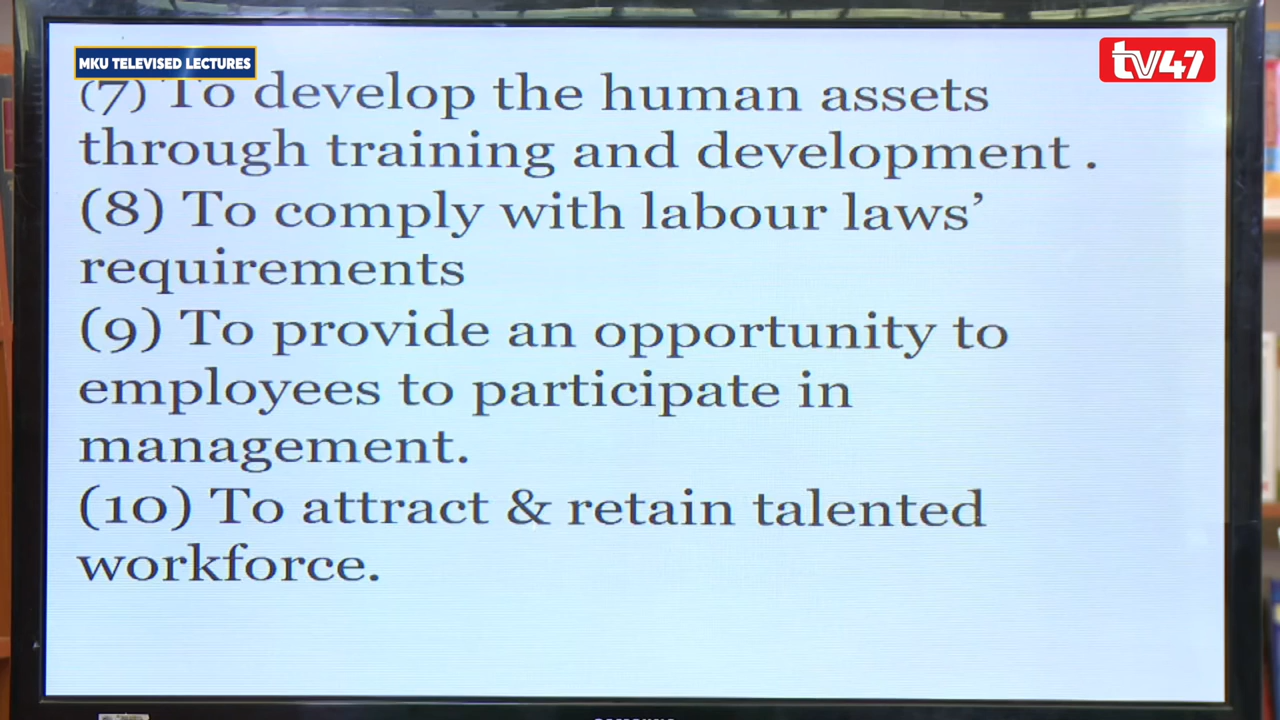 MKU TELEVISED LECTURES
tv47
(7) To develop the human assets
through training and development .
(8) To comply with labour laws’
requirements
(9) To provide an opportunity to
employees to participate in
management.
(10) To attract & retain talented
workforce.